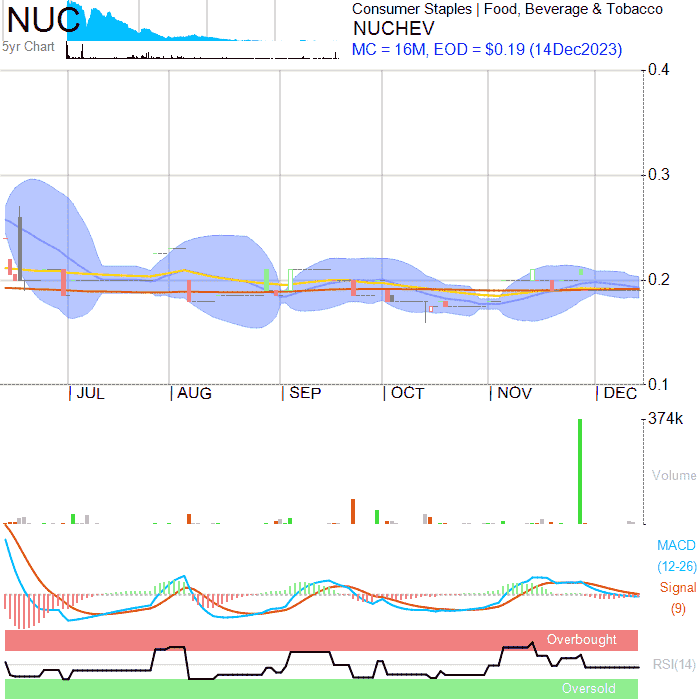 NUC
5yr Chart
Consumer Staples | Food, Beverage & Tobacco
NUCHEV
MC = 16M, EOD = $0.19 (14Dec2023)
0.4
0.3
0.2
0.1
| JUL | AUG | SEP | OCT | NOV | DEC
374k
Volume
MACD
(12-26)
Signal
(9)
Overbought
RSI(14)
Oversold